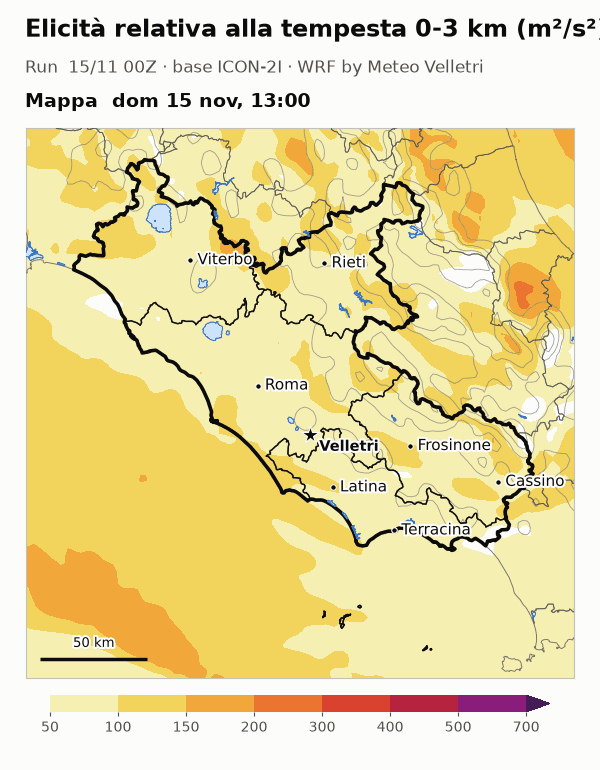 Elicità relativa alla tempesta 0-3 km (m²/s²)
Run 15/11 00Z · base ICON-2I · WRF by Meteo Velletri
Mappa dom 15 nov, 13:00
Viterbo
Rieti
Roma
Velletri
Frosinone
Cassino
Latina
Terracina
50 km
50 100 150 200 300 400 500 700